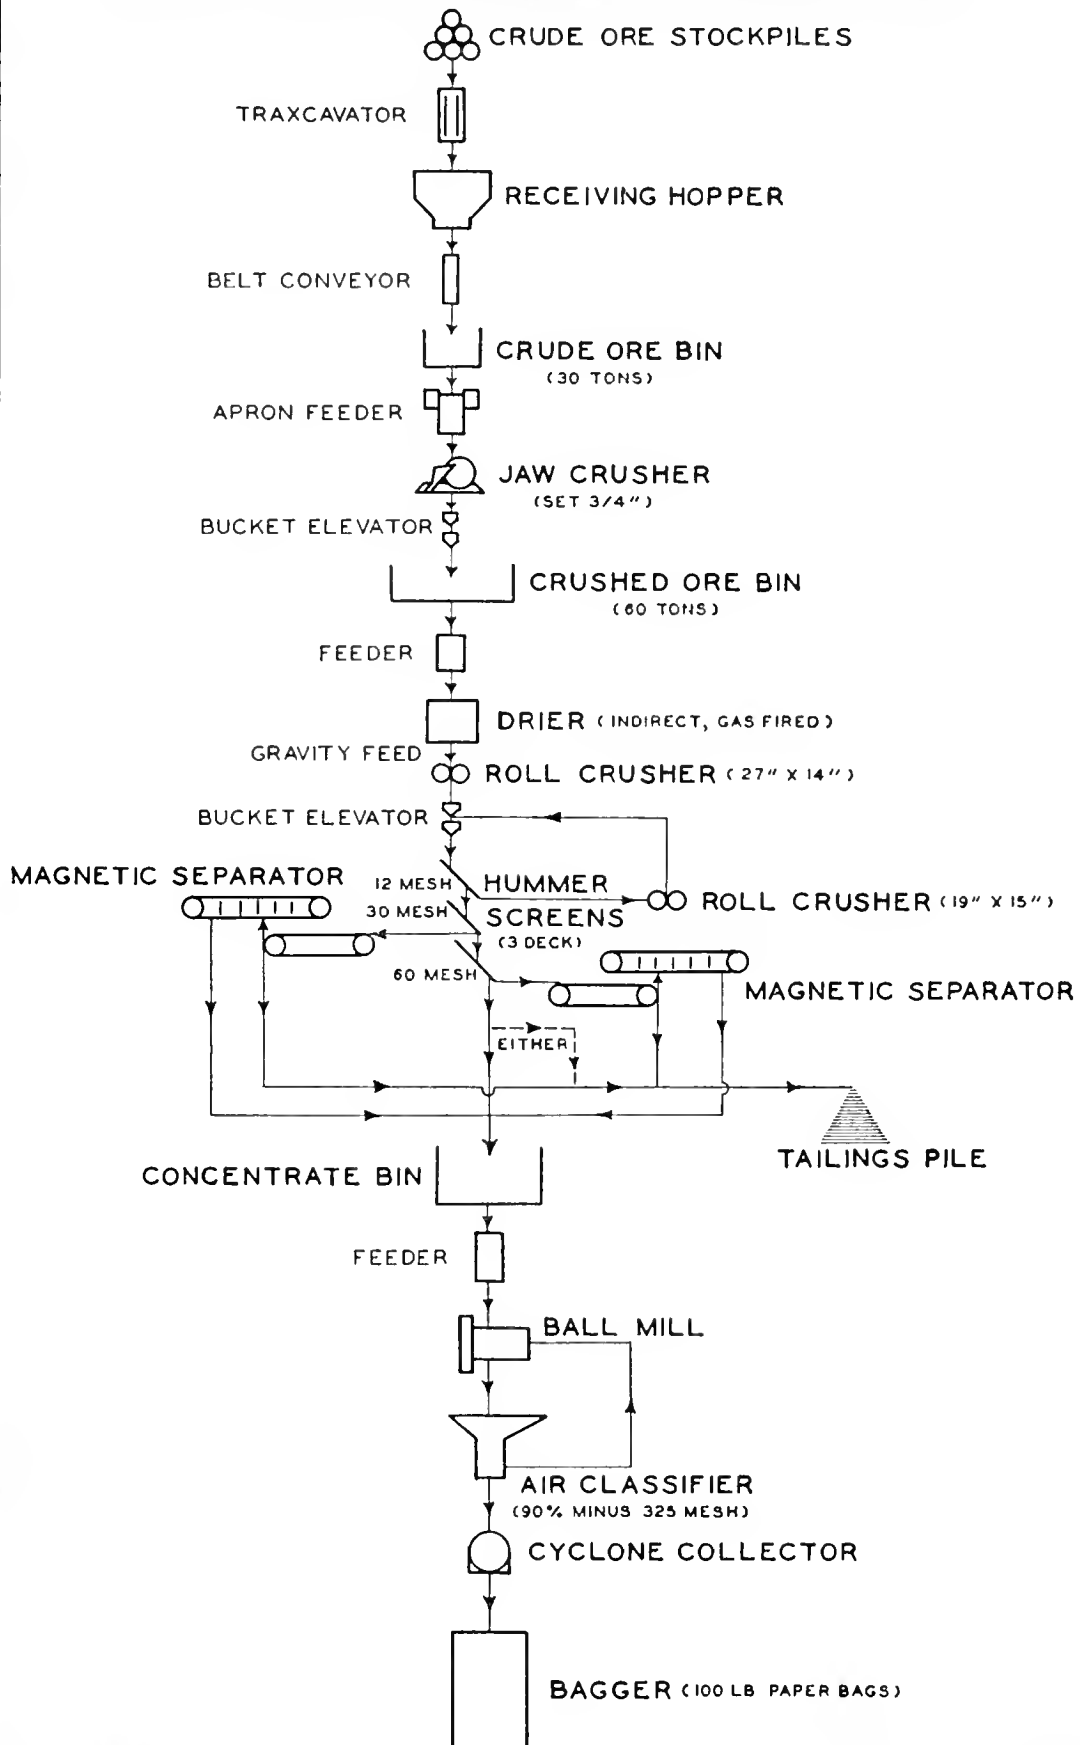 CRUDE ORE STOCKPILES
TRAXCAVATOR
RECEIVING HOPPER
BELT CONVEYOR
CRUDE ORE BIN
(30 TONS)
APRON FEEDER
JAW CRUSHER
(SET 3/4")
BUCKET ELEVATOR
CRUSHED ORE BIN
(60 TONS)
FEEDER
DRIER (INDIRECT, GAS FIRED)
GRAVITY FEED
ROLL CRUSHER (27" X 14")
BUCKET ELEVATOR
MAGNETIC SEPARATOR
12 MESH
HUMMER
ROLL CRUSHER (19" X 15")
30 MESH
SCREENS
(3 DECK)
60 MESH
MAGNETIC SEPARATOR
EITHER
TAILINGS PILE
CONCENTRATE BIN
FEEDER
BALL MILL
AIR CLASSIFIER
(90% MINUS 325 MESH)
CYCLONE COLLECTOR
BAGGER (100 LB PAPER BAGS)